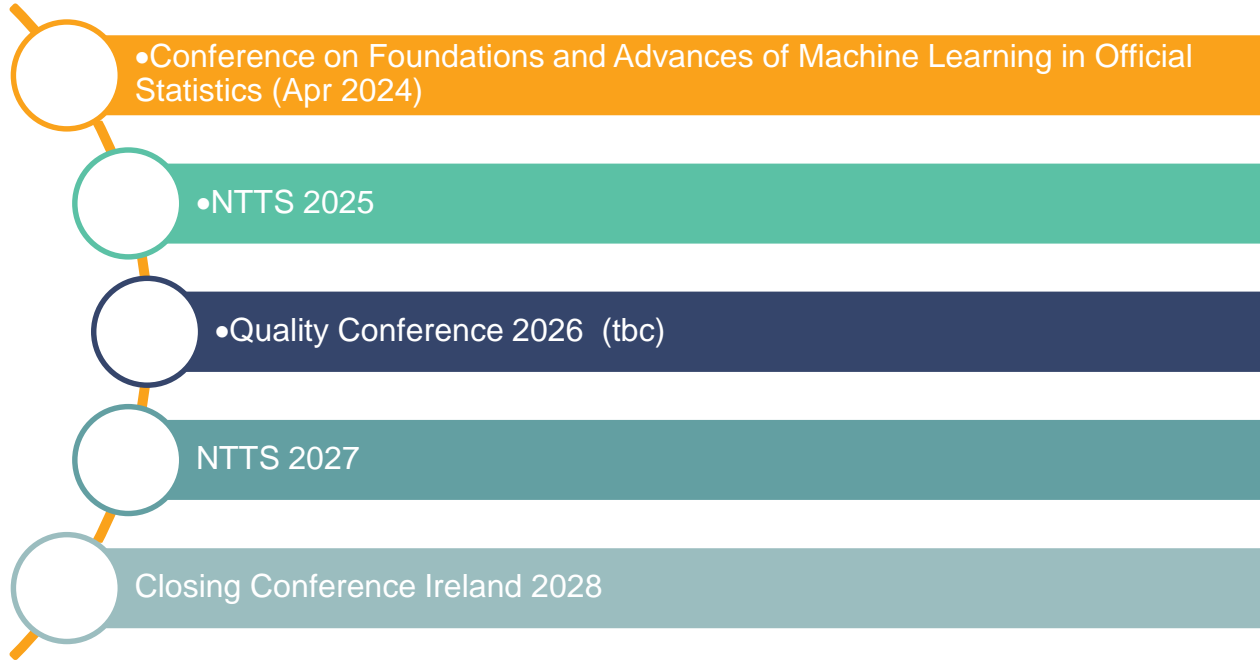 •Conference on Foundations and Advances of Machine Learning in Official
Statistics (Apr 2024)
•NTTS 2025
•Quality Conference 2026  (tbc)
NTTS 2027
Closing Conference Ireland 2028